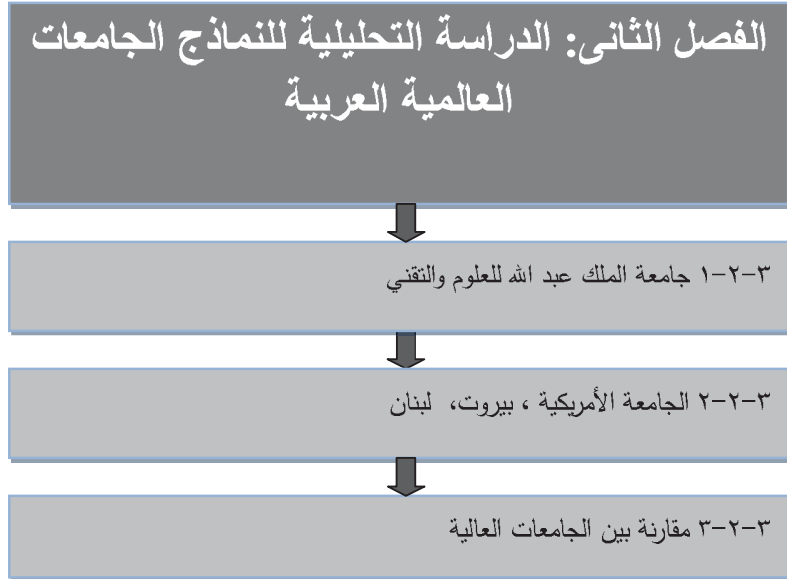 الفصل الثانى: الدراسة التحليلية للنماذج الجامعات
العالمية العربية
٣-٢-١ جامعة الملك عبد الله للعلوم والتقني
٣-٢-٢ الجامعة الأمريكية ، بيروت، لبنان
٣-٢-٣ مقارنة بين الجامعات العالية